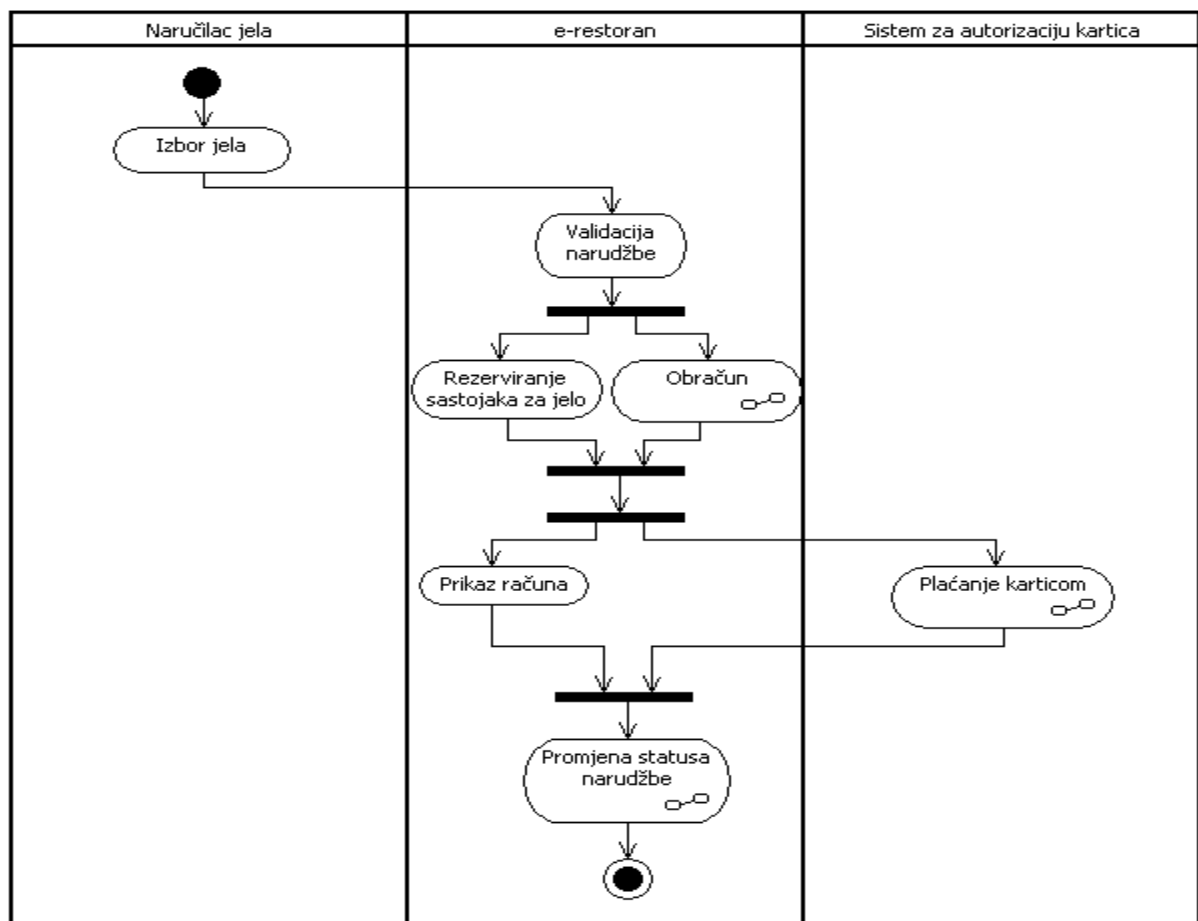 Naručilac jela
e-restoran
Sistem za autorizaciju kartica
Izbor jela
Validacija
narudžbe
Rezerviranje
sastojaka za jelo
Obračun
Prikaz računa
Plaćanje karticom
Promjena statusa
narudžbe